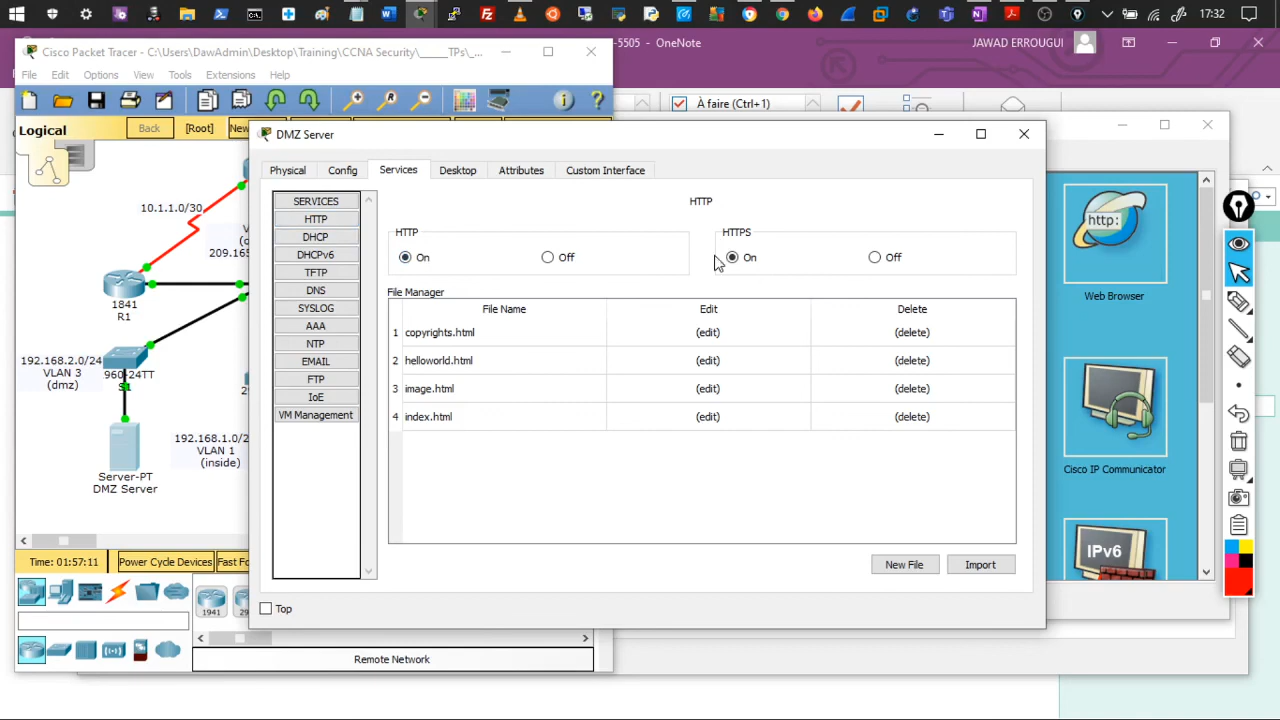 17:32
Cisco Packet Tracer - C:\Users\DawAdmin\Desktop\Training\CCNA Security\_____TPs\_...
-5505 - OneNote
JAWAD ERROUGUI
File Edit Options View Tools Extensions Help
À faire (Ctrl+1)
Logical
Back
[Root]
New
DMZ Server
Physical
Config
Services
Desktop
Attributes
Custom Interface
SERVICES
HTTP
DHCP
DHCPv6
TFTP
DNS
SYSLOG
AAA
NTP
EMAIL
FTP
IoE
VM Management
HTTP
HTTP
On
Off
HTTPS
On
Off
File Manager
File Name Edit Delete
1 copyrights.html (edit) (delete)
2 helloworld.html (edit) (delete)
3 image.html (edit) (delete)
4 index.html (edit) (delete)
New File
Import
Top
10.1.1.0/30
209.165
1841
R1
192.168.2.0/24
VLAN 3
(dmz)
960-24TT
192.168.1.0/2
VLAN 1
(inside)
Server-PT
DMZ Server
Time: 01:57:11
Power Cycle Devices
Fast Fo
1941
29
Remote Network
http:
Web Browser
Cisco IP Communicator
IPv6